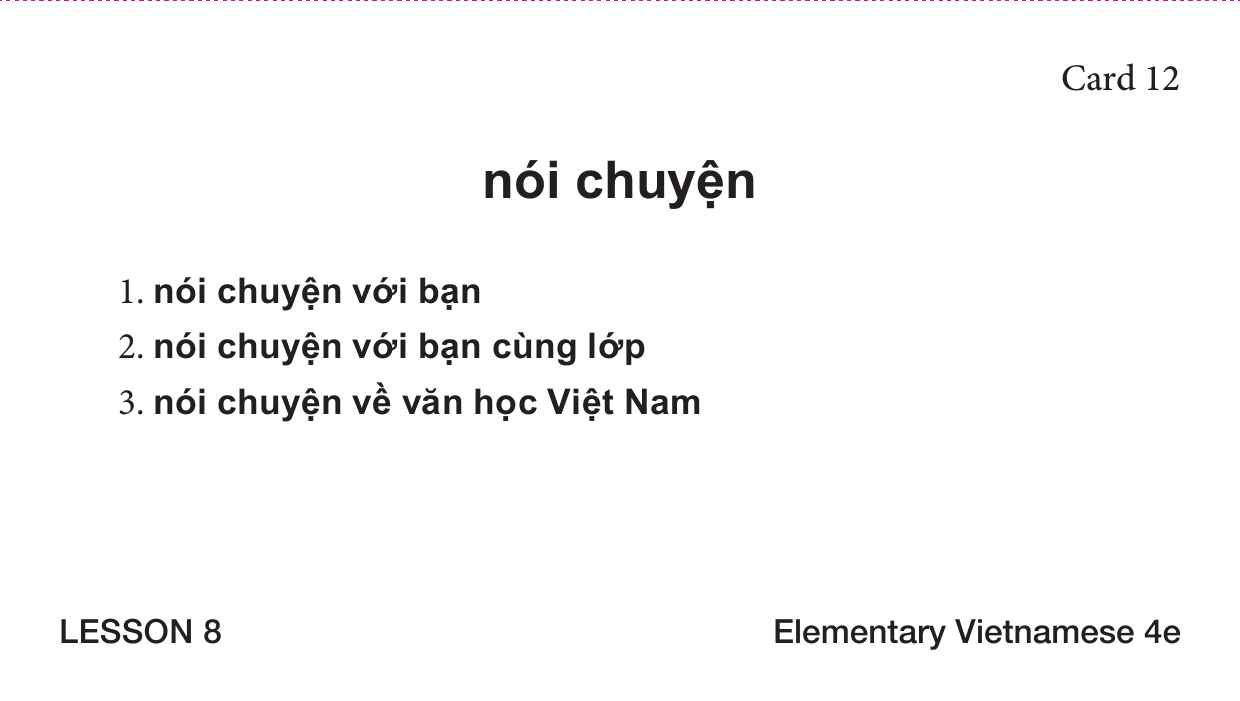 Card 12
nói chuyện
1. nói chuyện với bạn
2. nói chuyện với bạn cùng lớp
3. nói chuyện về văn học Việt Nam
LESSON 8
Elementary Vietnamese 4e